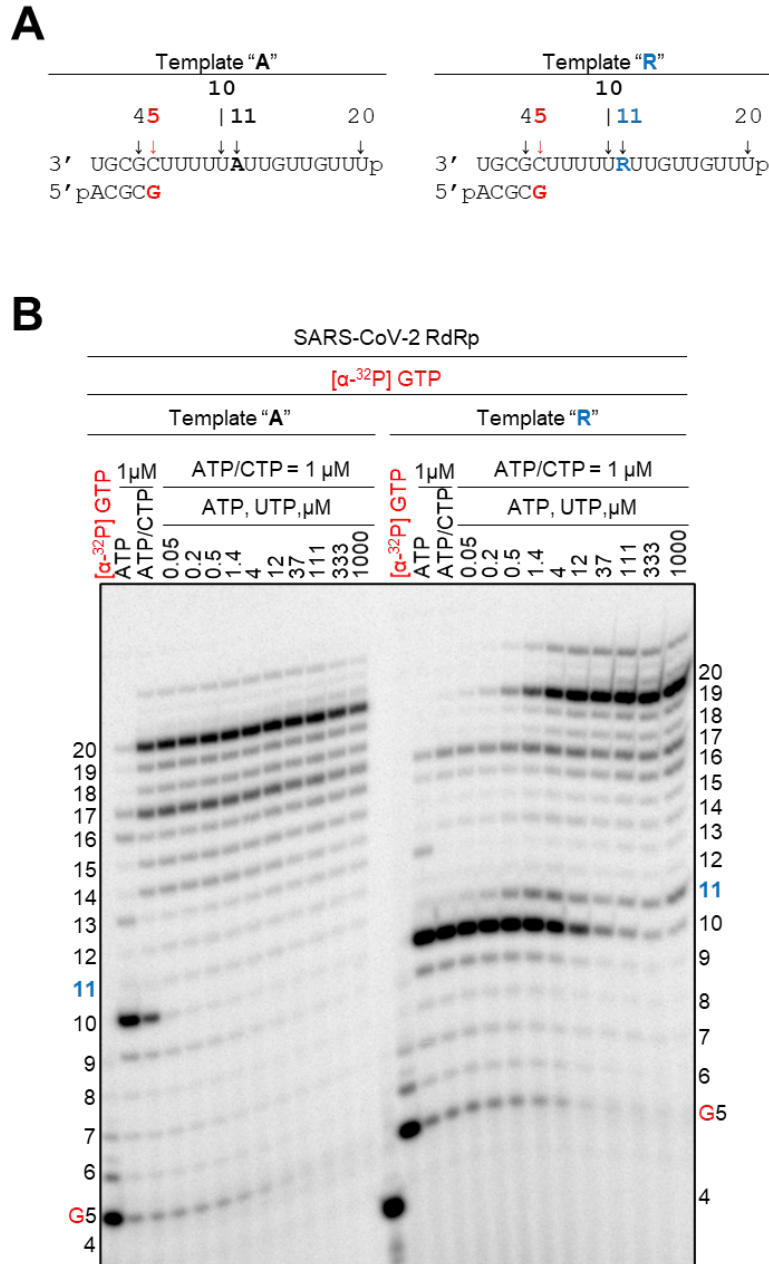 A
Template "A"
10
45 |11 20
3' UGCGCUUUUUAUUGUUGUUUp
5'pACGCG
Template "R"
10
45 |11 20
3' UGCGCUUUUURUUGUUGUUUp
5'pACGCG
B
SARS-CoV-2 RdRp
[α-³²P] GTP
Template "A"
Template "R"
[α-³²P] GTP
1µM
ATP
ATP/CTP
ATP/CTP = 1 µM
ATP, UTP,µM
0.05
0.2
0.5
1.4
4
12
37
111
333
1000
[α-³²P] GTP
1µM
ATP
ATP/CTP
ATP/CTP = 1 µM
ATP, UTP,µM
0.05
0.2
0.5
1.4
4
12
37
111
333
1000
20
19
18
17
16
15
14
13
12
11
10
9
8
7
6
G5
4
20
19
18
17
16
15
14
13
12
11
10
9
8
7
6
G5
4